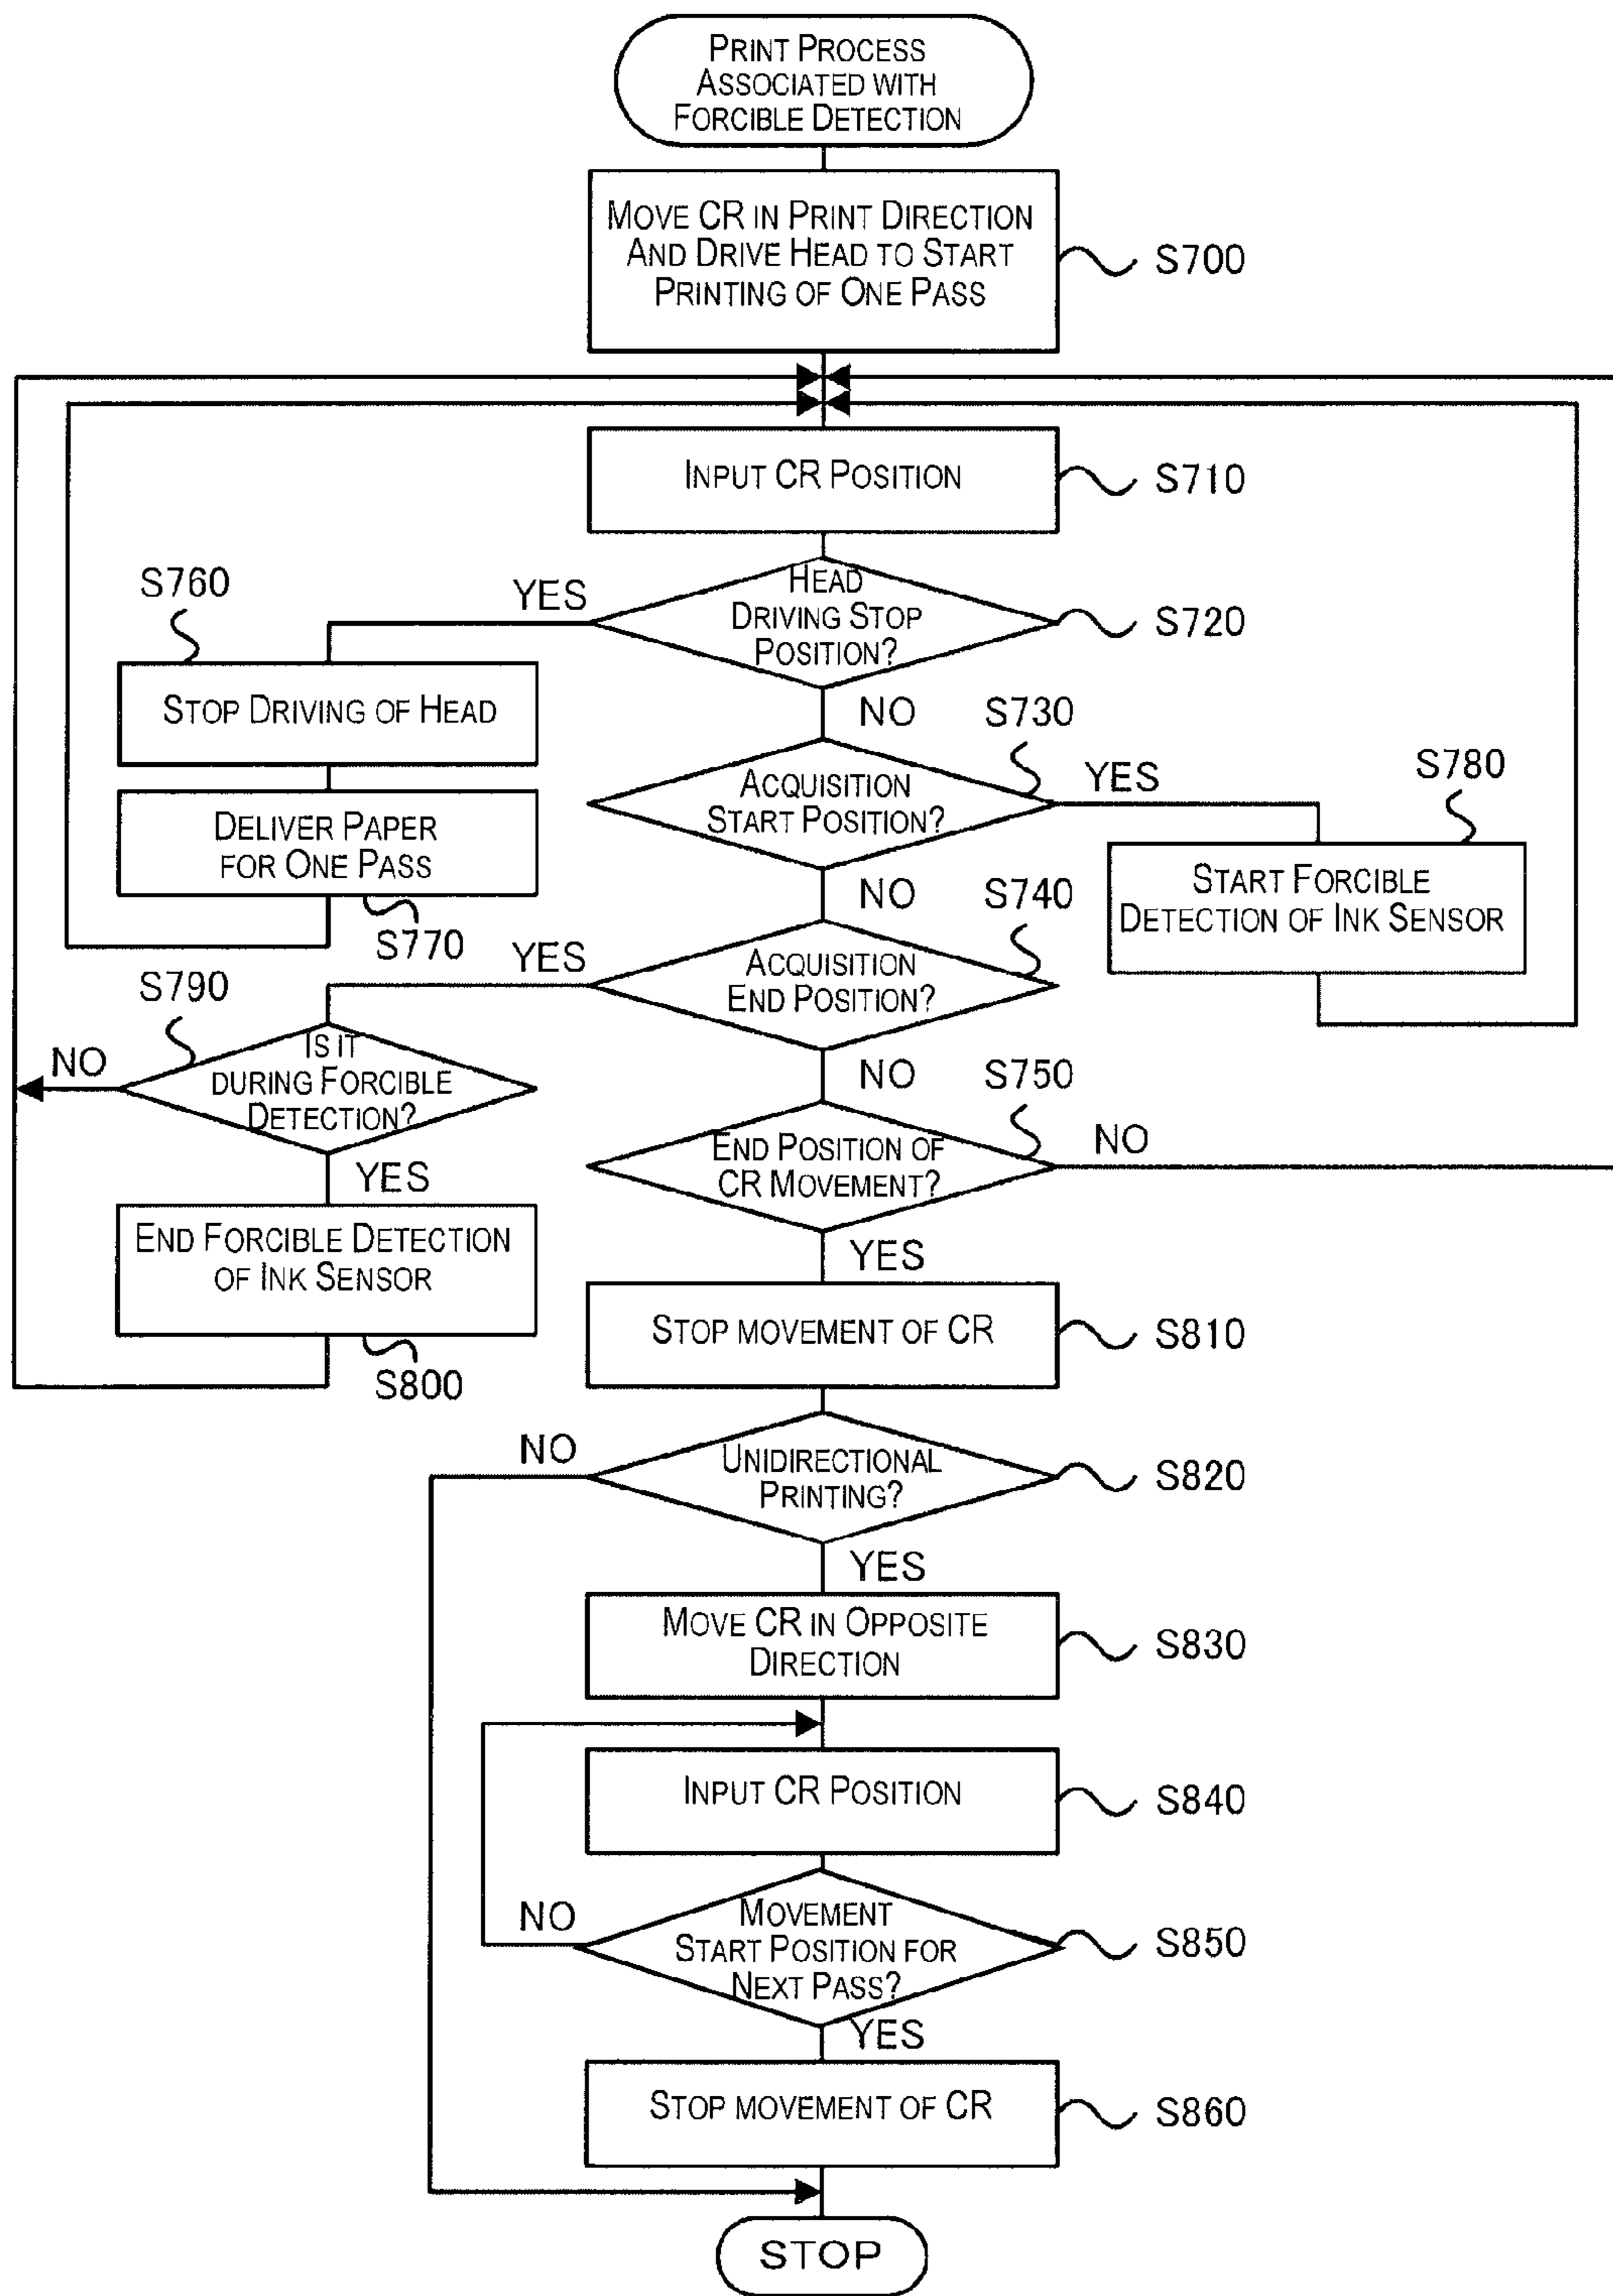 PRINT PROCESS
ASSOCIATED WITH
FORCIBLE DETECTION
MOVE CR IN PRINT DIRECTION
AND DRIVE HEAD TO START
PRINTING OF ONE PASS
S700
INPUT CR POSITION
S710
S760
YES
HEAD
DRIVING STOP
POSITION?
S720
STOP DRIVING OF HEAD
NO
S730
DELIVER PAPER
FOR ONE PASS
S770
ACQUISITION
START POSITION?
YES
S780
START FORCIBLE
DETECTION OF INK SENSOR
NO
S740
S790
YES
ACQUISITION
END POSITION?
NO
IS IT
DURING FORCIBLE
DETECTION?
NO
S750
YES
END POSITION OF
CR MOVEMENT?
NO
END FORCIBLE DETECTION
OF INK SENSOR
S800
YES
STOP MOVEMENT OF CR
S810
NO
UNIDIRECTIONAL
PRINTING?
S820
YES
MOVE CR IN OPPOSITE
DIRECTION
S830
INPUT CR POSITION
S840
NO
MOVEMENT
START POSITION FOR
NEXT PASS?
S850
YES
STOP MOVEMENT OF CR
S860
STOP